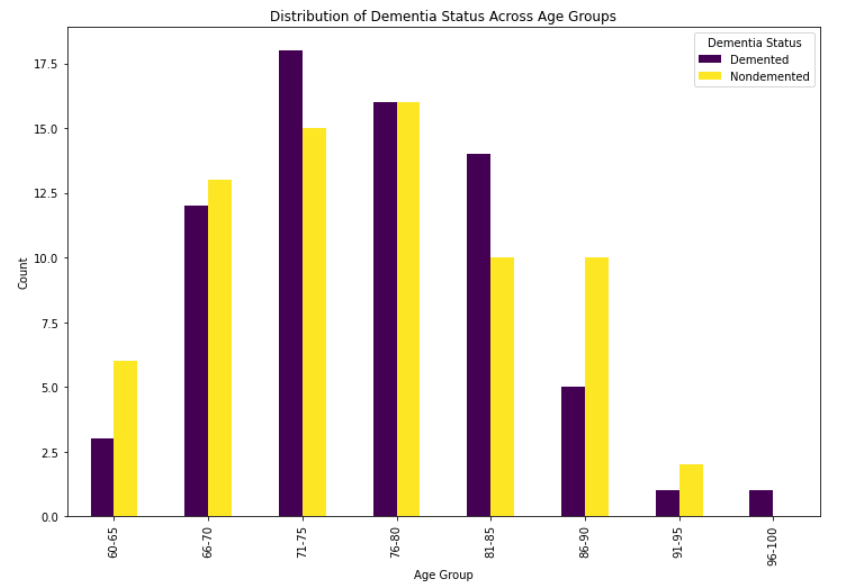 Distribution of Dementia Status Across Age Groups
Dementia Status
Demented
Nondemented
Count
17.5
15.0
12.5
10.0
7.5
5.0
2.5
0.0
60-65
66-70
71-75
76-80
81-85
86-90
91-95
96-100
Age Group